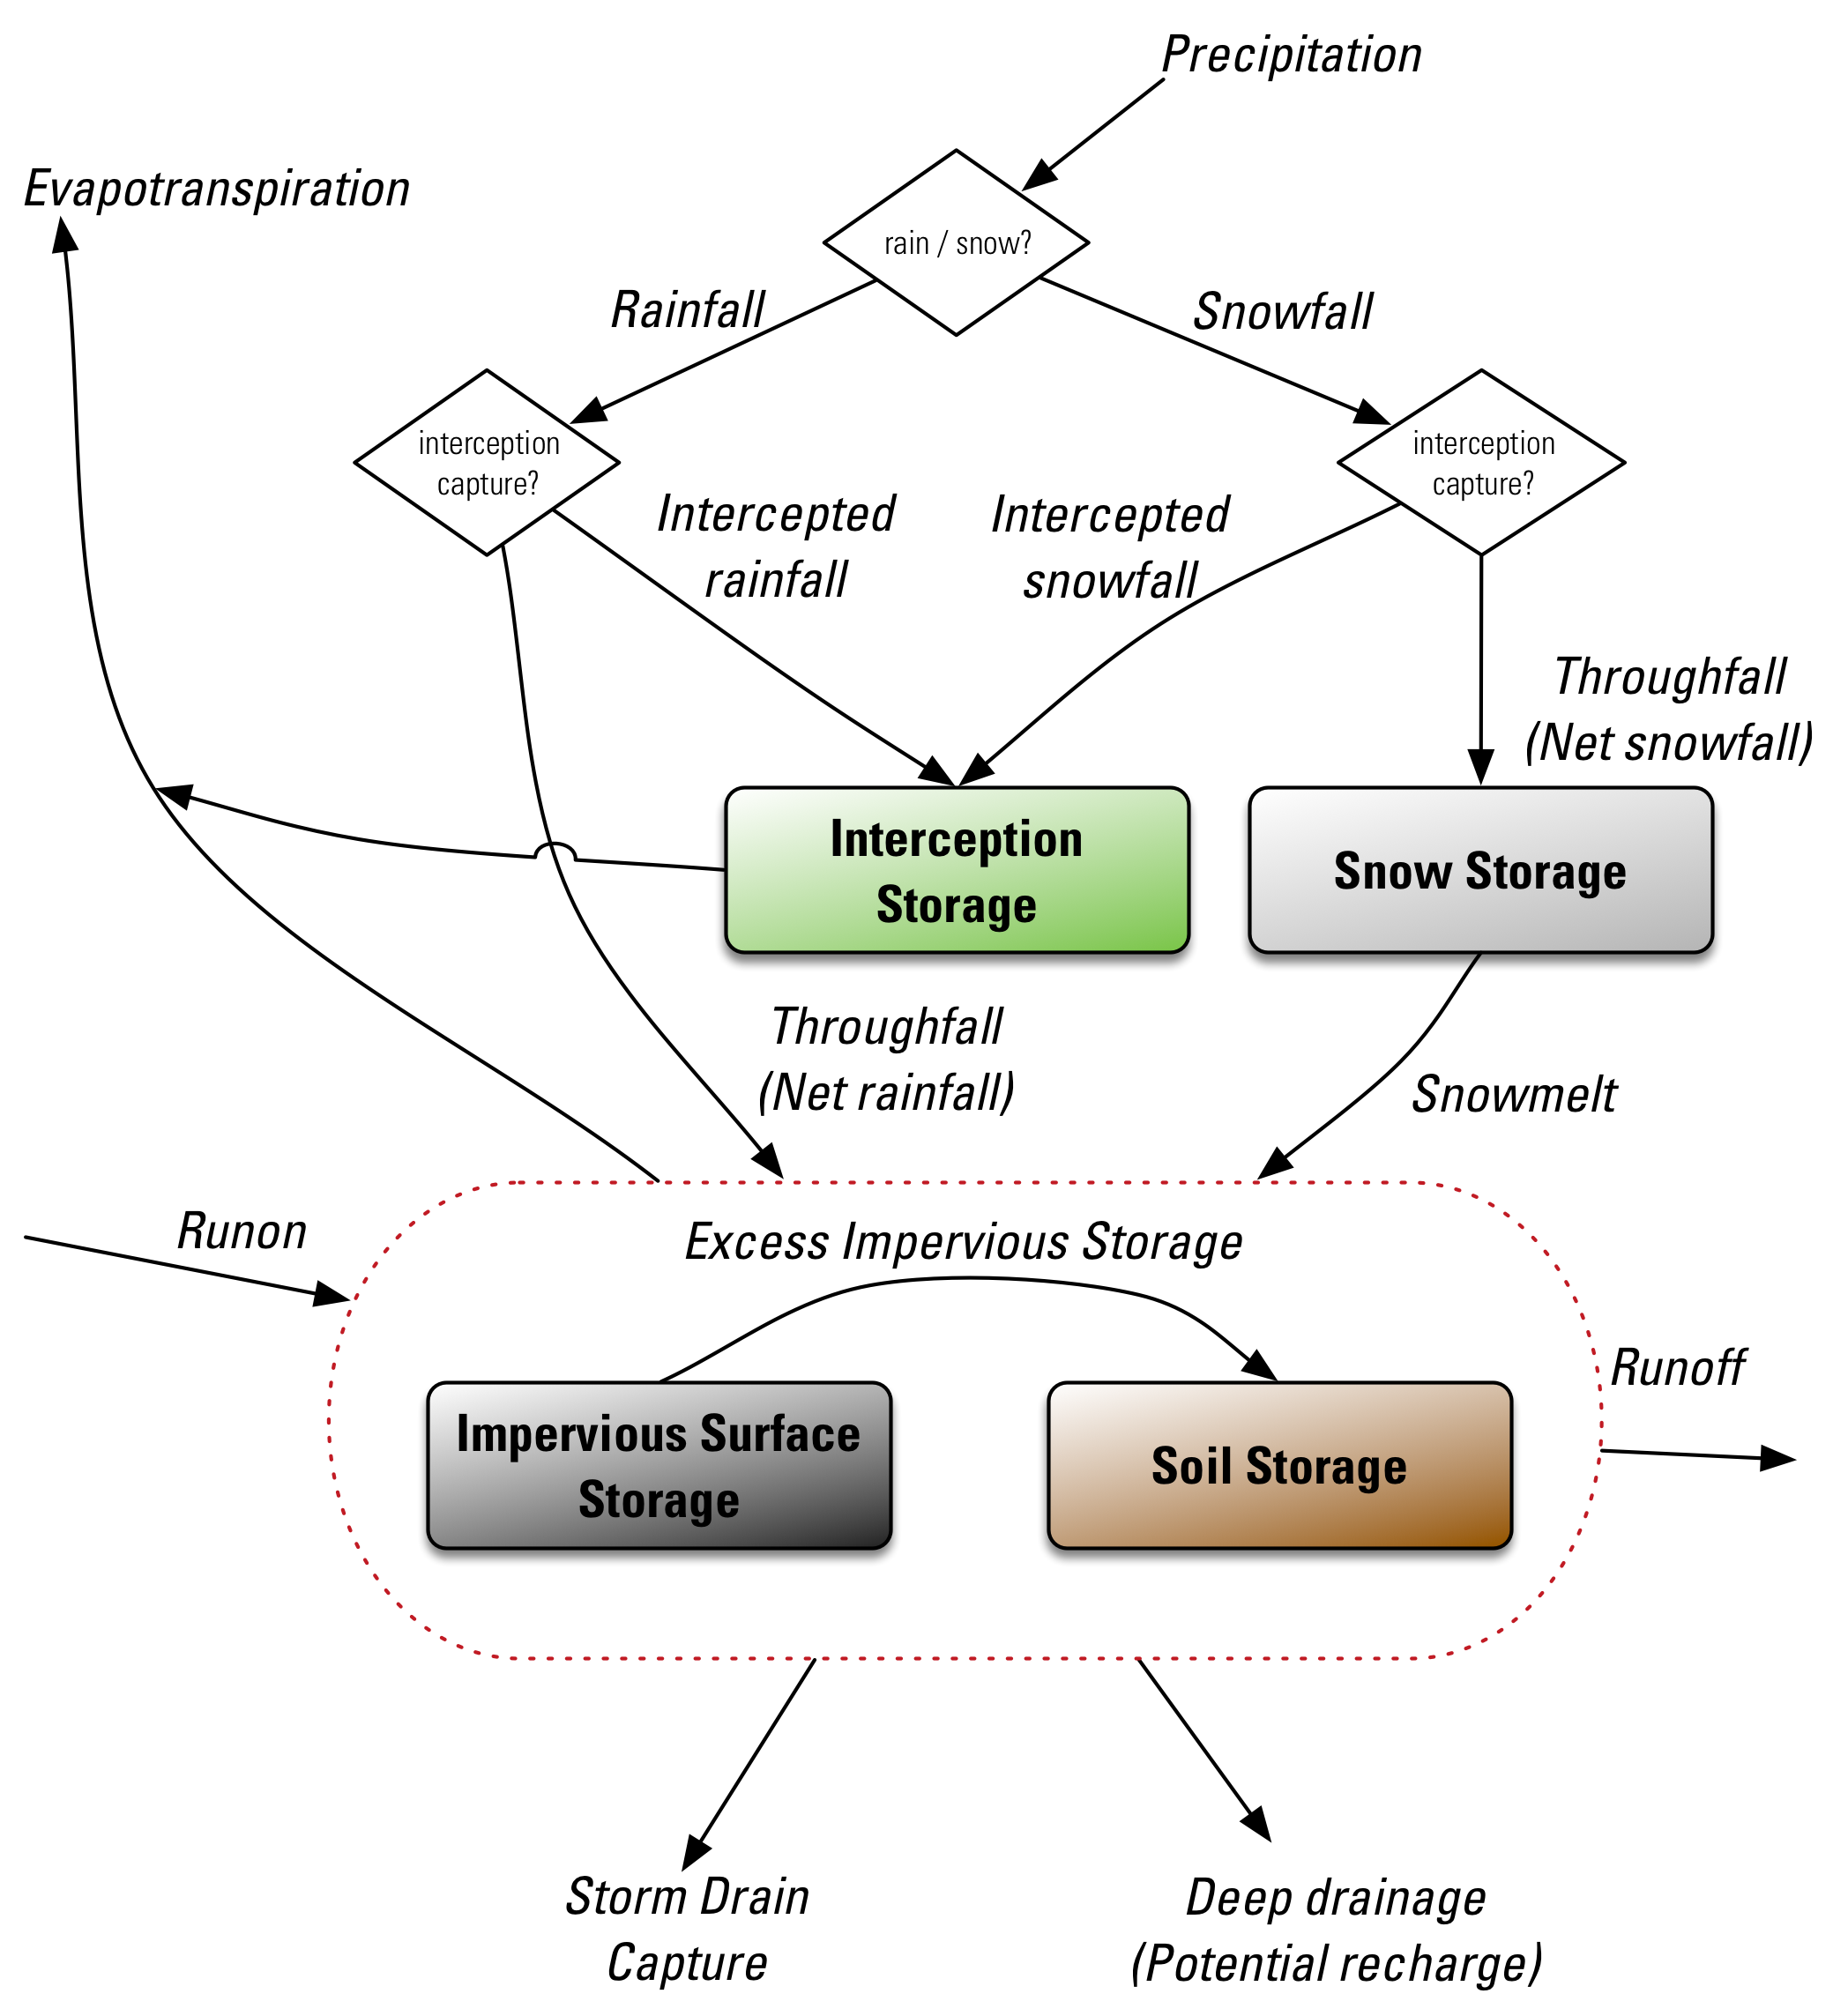 Precipitation
Evapotranspiration
rain / snow?
Rainfall
Snowfall
interception
capture?
interception
capture?
Intercepted
rainfall
Intercepted
snowfall
Throughfall
(Net snowfall)
Interception
Storage
Snow Storage
Throughfall
(Net rainfall)
Snowmelt
Runon
Excess Impervious Storage
Runoff
Impervious Surface
Storage
Soil Storage
Storm Drain
Capture
Deep drainage
(Potential recharge)